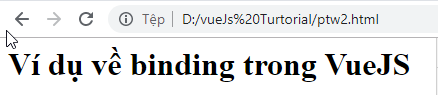 Tệp | D:/vueJs%20Turtorial/ptw2.html
Ví dụ về binding trong VueJS